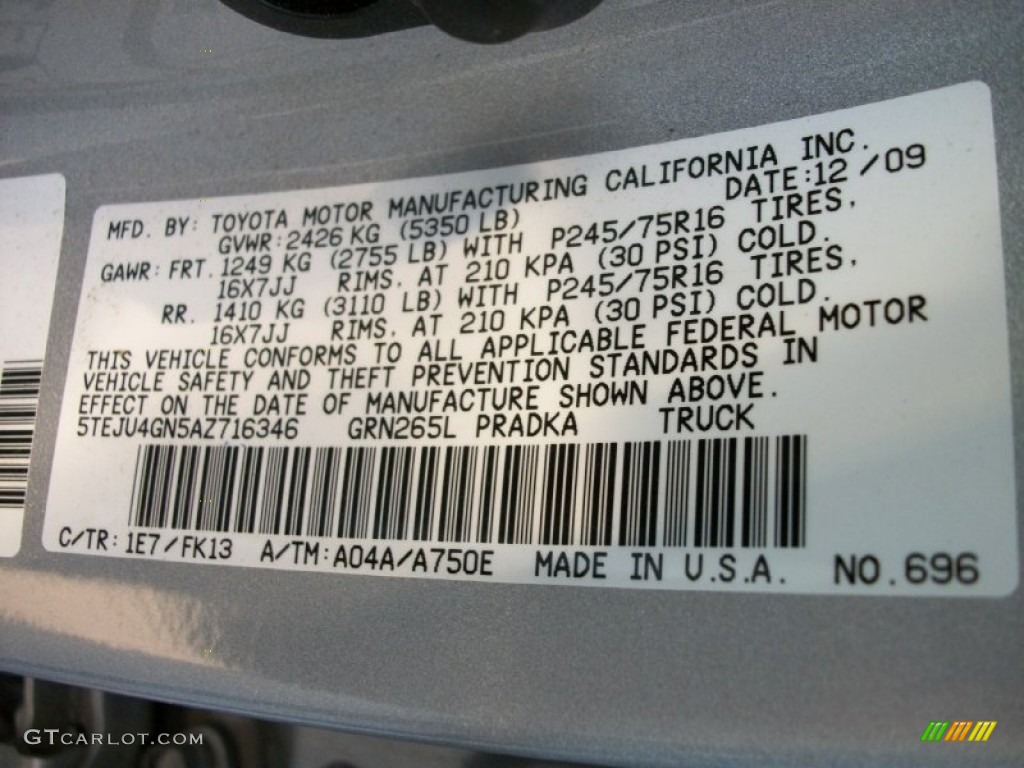 MFD. BY: TOYOTA MOTOR MANUFACTURING CALIFORNIA INC.
GVWR: 2426 KG (5350 LB) DATE: 12 / 09
GAWR: FRT. 1249 KG (2755 LB) WITH P245/75R16 TIRES,
16X7JJ RIMS, AT 210 KPA (30 PSI) COLD.
RR. 1410 KG (3110 LB) WITH P245/75R16 TIRES,
16X7JJ RIMS, AT 210 KPA (30 PSI) COLD.
THIS VEHICLE CONFORMS TO ALL APPLICABLE FEDERAL MOTOR
VEHICLE SAFETY AND THEFT PREVENTION STANDARDS IN
EFFECT ON THE DATE OF MANUFACTURE SHOWN ABOVE.
5TEJU4GN5AZ716346 GRN265L PRADKA TRUCK
C/TR: 1E7/FK13 A/TM: A04A/A750E MADE IN U.S.A. NO.696
GTCARLOT.COM